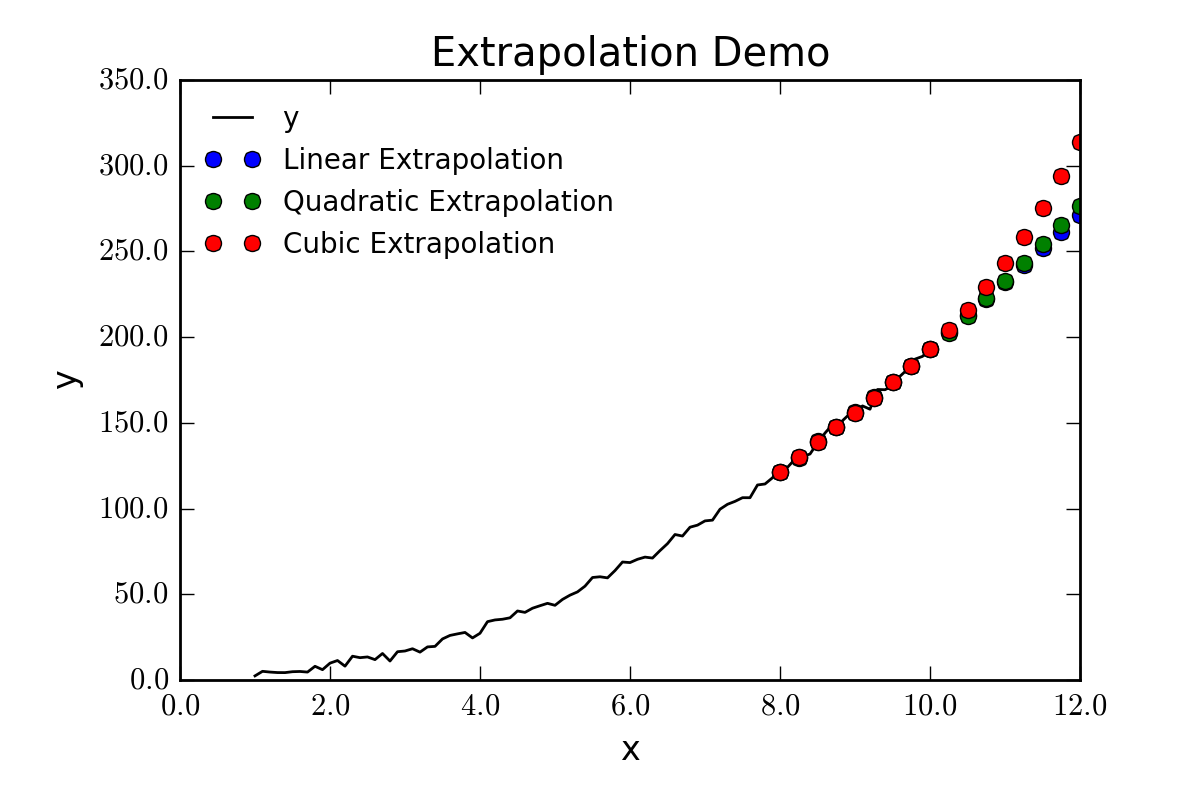 Extrapolation Demo
350.0
300.0
250.0
200.0
150.0
100.0
50.0
0.0
y
y
Linear Extrapolation
Quadratic Extrapolation
Cubic Extrapolation
0.0 2.0 4.0 6.0 8.0 10.0 12.0
x